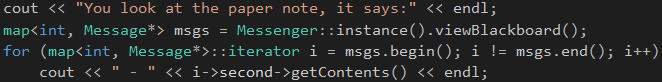 cout << "You look at the paper note, it says:" << endl;
map<int, Message*> msgs = Messenger::instance().viewBlackboard();
for (map<int, Message*>::iterator i = msgs.begin(); i != msgs.end(); i++)
    cout << " - " << i->second->getContents() << endl;